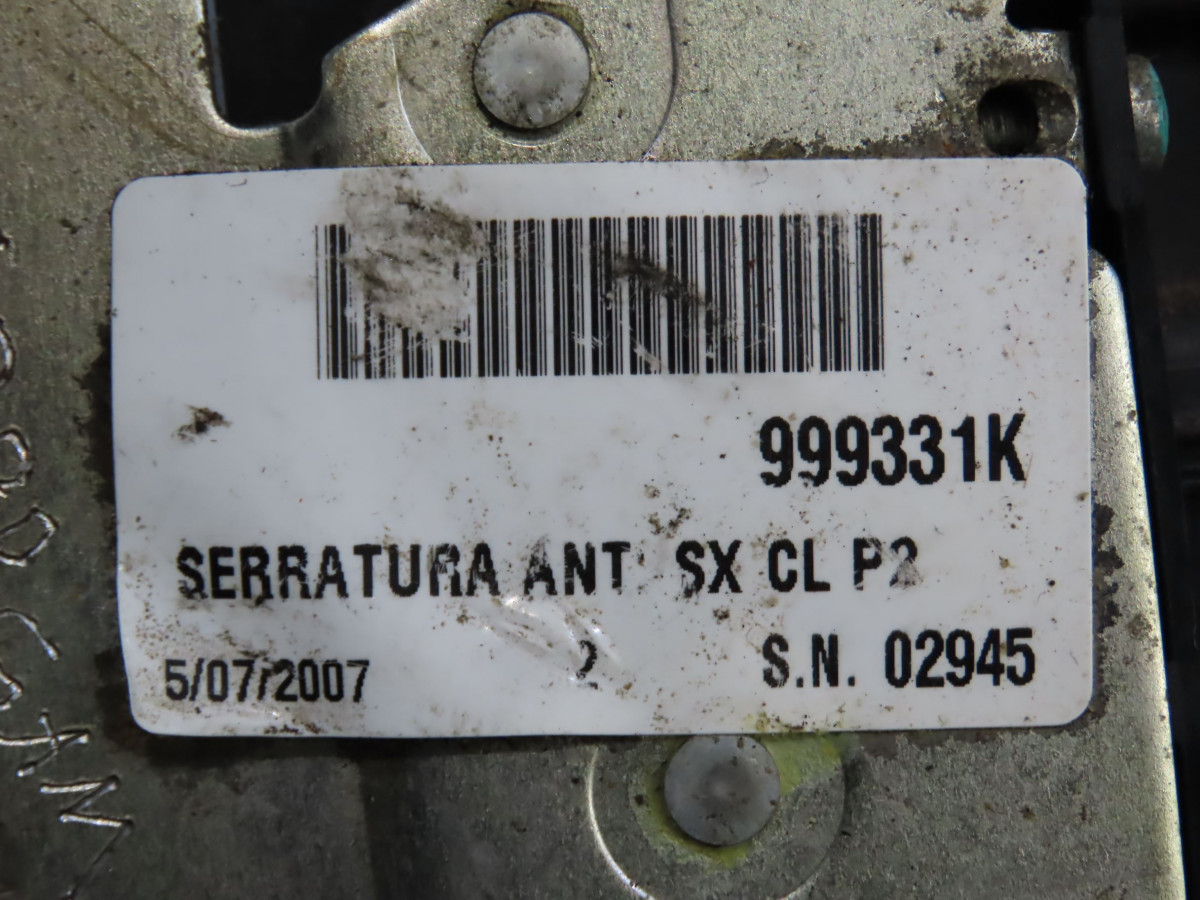 999331K
SERRATURA ANT. SX CL P2
5/07/2007 2 S.N. 02945